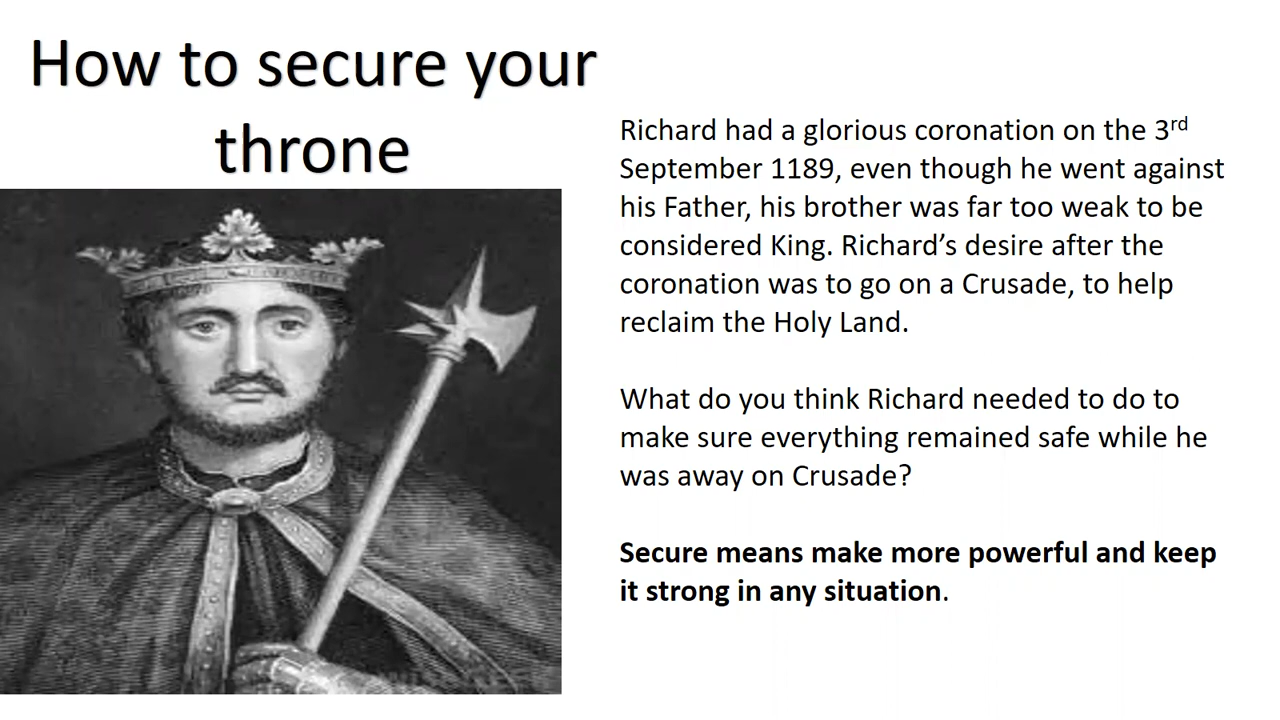 How to secure your
throne
Richard had a glorious coronation on the 3rd
September 1189, even though he went against
his Father, his brother was far too weak to be
considered King. Richard’s desire after the
coronation was to go on a Crusade, to help
reclaim the Holy Land.
What do you think Richard needed to do to
make sure everything remained safe while he
was away on Crusade?
Secure means make more powerful and keep
it strong in any situation.